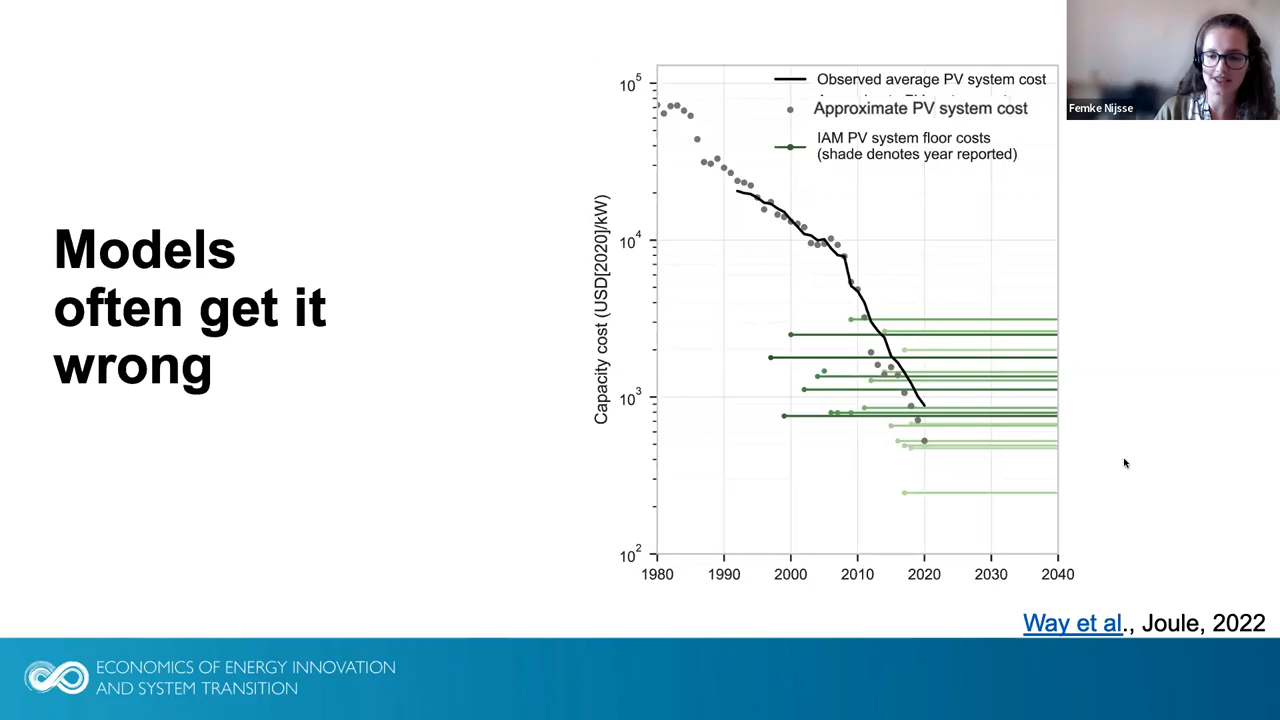 Models
often get it
wrong
Femke Nijsse
Observed average PV system cost
Approximate PV system cost
IAM PV system floor costs
(shade denotes year reported)
Capacity cost (USD[2020]/kW)
10^5
10^4
10^3
10^2
1980 1990 2000 2010 2020 2030 2040
Way et al., Joule, 2022
ECONOMICS OF ENERGY INNOVATION
AND SYSTEM TRANSITION